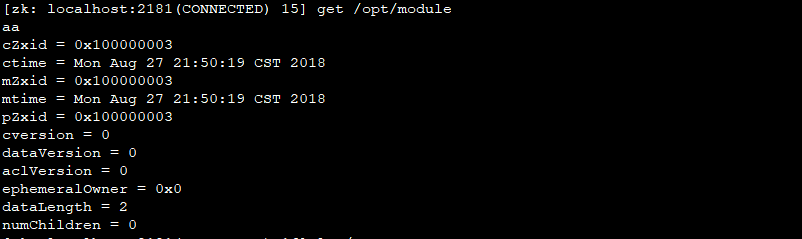 [zk: localhost:2181(CONNECTED) 15] get /opt/module
aa
cZxid = 0x100000003
ctime = Mon Aug 27 21:50:19 CST 2018
mZxid = 0x100000003
mtime = Mon Aug 27 21:50:19 CST 2018
pZxid = 0x100000003
cversion = 0
dataVersion = 0
aclVersion = 0
ephemeralOwner = 0x0
dataLength = 2
numChildren = 0